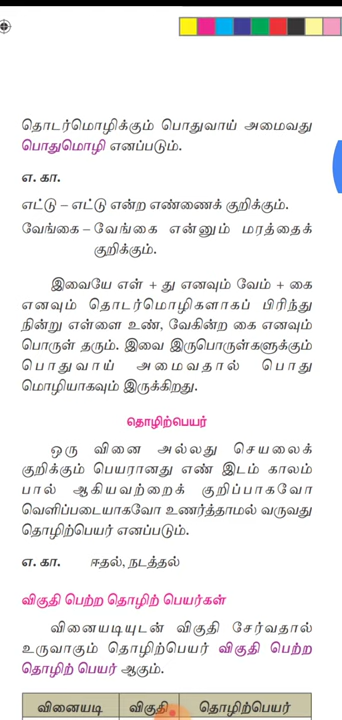 தொடர்மொழிக்கும் பொதுவாய் அமைவது
பொதுமொழி எனப்படும்.
எ. கா.
எட்டு – எட்டு என்ற எண்ணைக் குறிக்கும்.
வேங்கை – வேங்கை என்னும் மரத்தைக்
குறிக்கும்.
இவையே எள் + து எனவும் வேம் + கை
எனவும் தொடர்மொழிகளாகப் பிரிந்து
நின்று எள்ளை உண், வேகின்ற கை எனவும்
பொருள் தரும். இவை இருபொருள்களுக்கும்
பொதுவாய் அமைவதால் பொது
மொழியாகவும் இருக்கிறது.
தொழிற்பெயர்
ஒரு வினை அல்லது செயலைக்
குறிக்கும் பெயரானது எண் இடம் காலம்
பால் ஆகியவற்றைக் குறிப்பாகவோ
வெளிப்படையாகவோ உணர்த்தாமல் வருவது
தொழிற்பெயர் எனப்படும்.
எ. கா. ஈதல், நடத்தல்
விகுதி பெற்ற தொழிற் பெயர்கள்
வினையடியுடன் விகுதி சேர்வதால்
உருவாகும் தொழிற்பெயர் விகுதி பெற்ற
தொழிற் பெயர் ஆகும்.
வினையடி விகுதி தொழிற்பெயர்